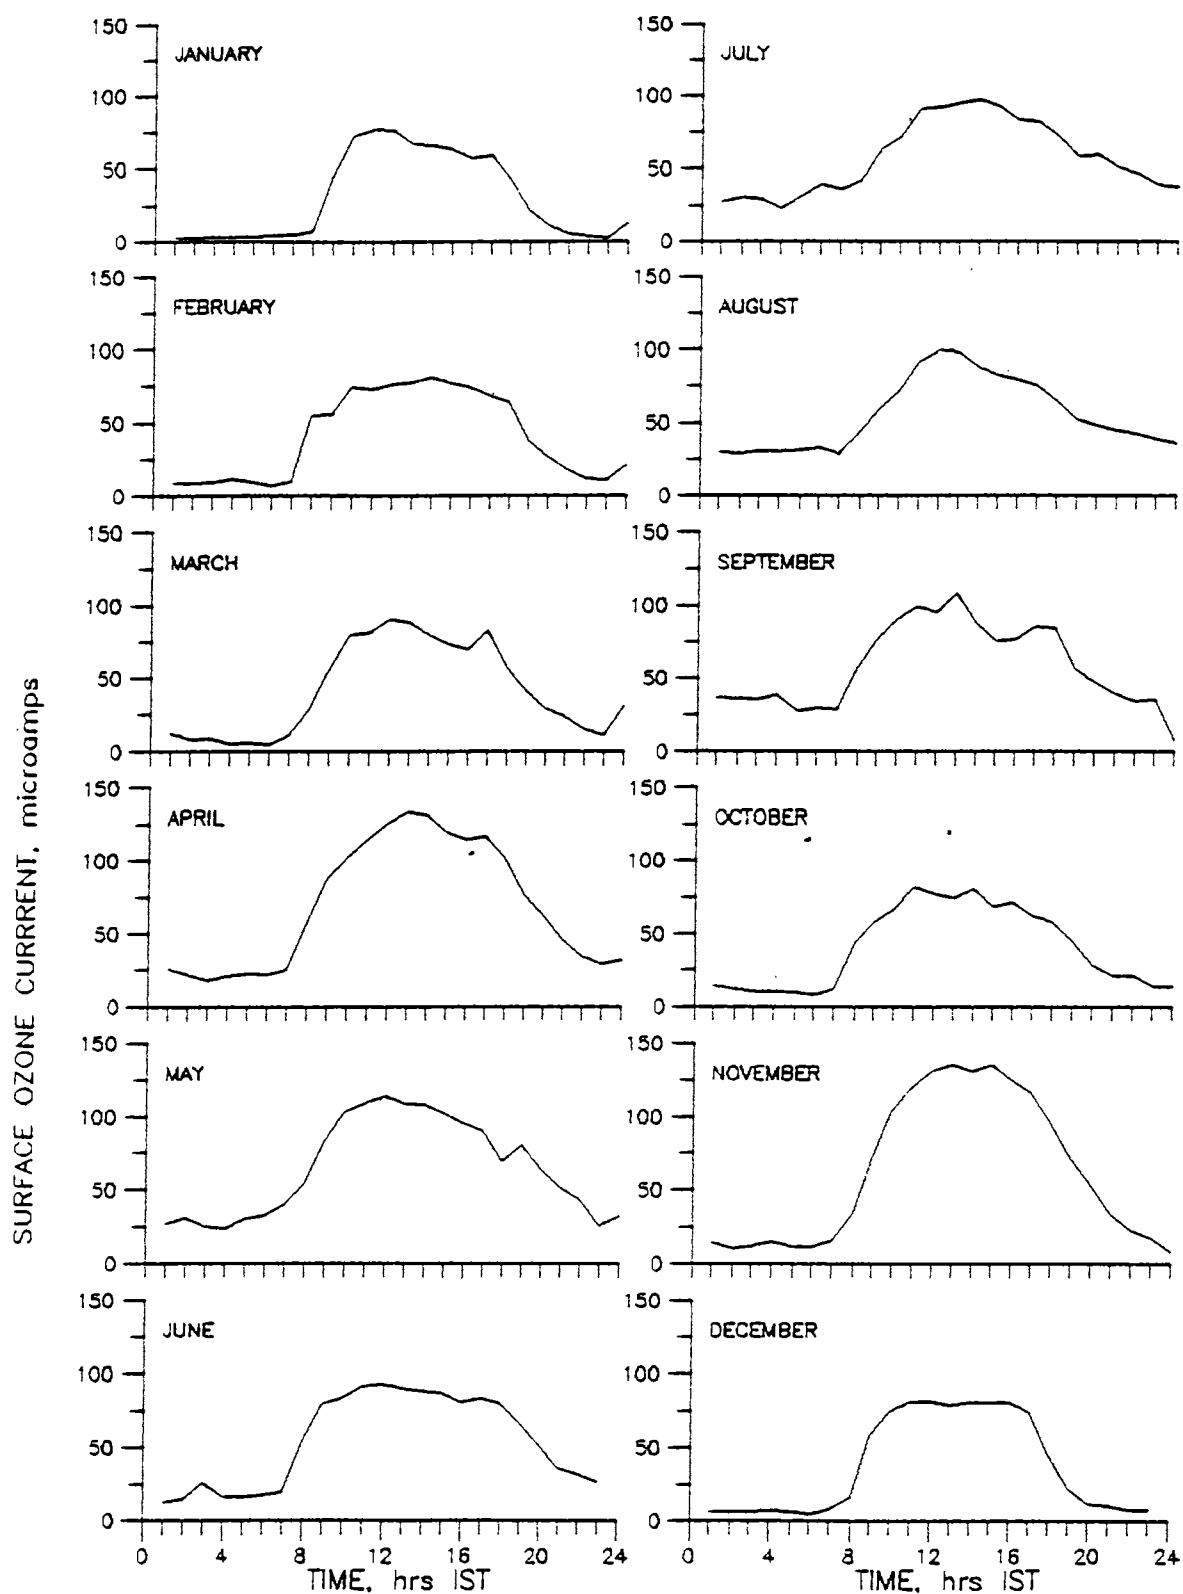 SURFACE OZONE CURRRENT, microamps
150
100
50
0
JANUARY
150
100
50
0
FEBRUARY
150
100
50
0
MARCH
150
100
50
0
APRIL
150
100
50
0
MAY
150
100
50
0
JUNE
0 4 8 12 16 20 24
TIME, hrs IST
150
100
50
0
JULY
150
100
50
0
AUGUST
150
100
50
0
SEPTEMBER
150
100
50
0
OCTOBER
150
100
50
0
NOVEMBER
150
100
50
0
DECEMBER
0 4 8 12 16 20 24
TIME, hrs IST